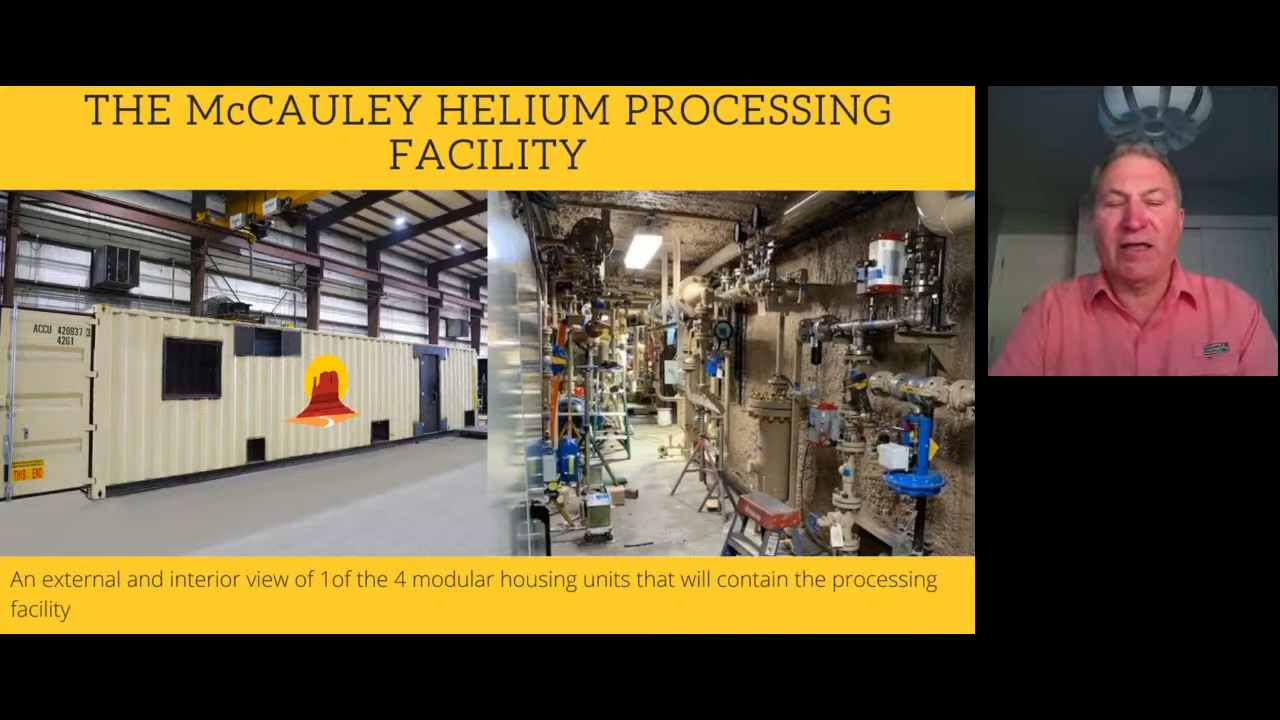 THE McCAULEY HELIUM PROCESSING
FACILITY
ACCU 420937 3
42G1
THIS END
An external and interior view of 1of the 4 modular housing units that will contain the processing
facility